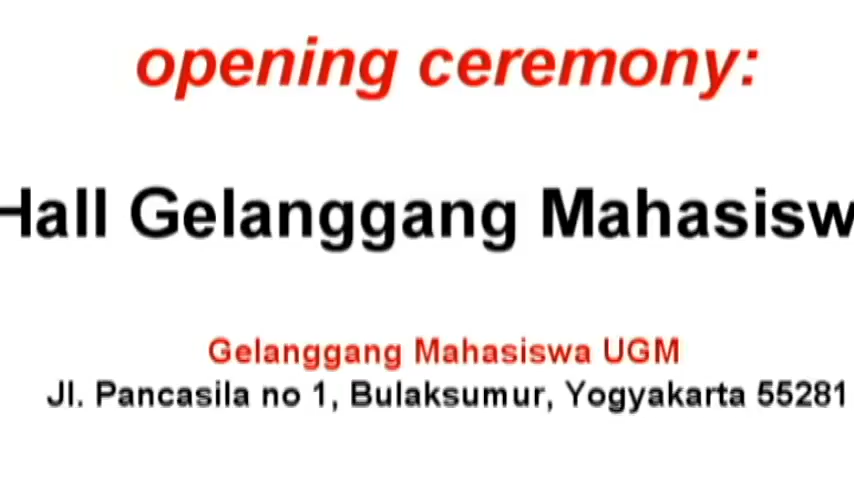 opening ceremony:
Hall Gelanggang Mahasisw
Gelanggang Mahasiswa UGM
Jl. Pancasila no 1, Bulaksumur, Yogyakarta 55281